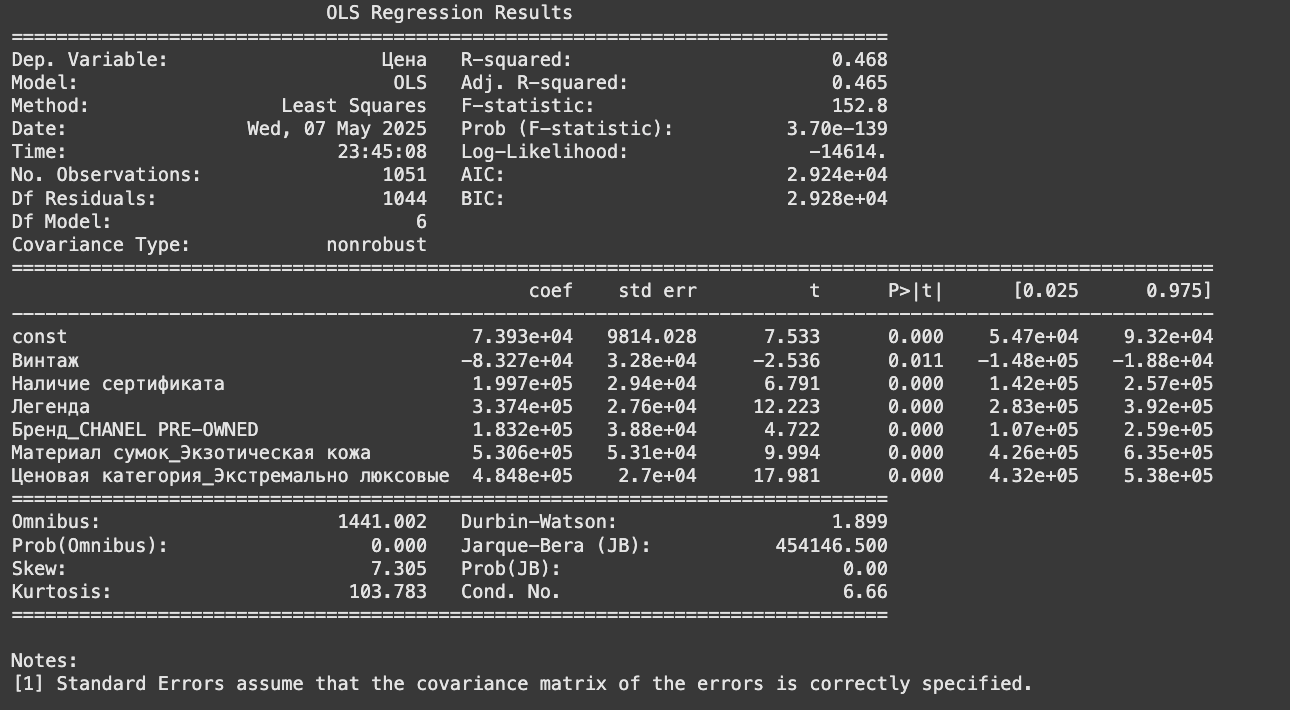 OLS Regression Results
==============================================================================
Dep. Variable: Цена R-squared: 0.468
Model: OLS Adj. R-squared: 0.465
Method: Least Squares F-statistic: 152.8
Date: Wed, 07 May 2025 Prob (F-statistic): 3.70e-139
Time: 23:45:08 Log-Likelihood: -14614.
No. Observations: 1051 AIC: 2.924e+04
Df Residuals: 1044 BIC: 2.928e+04
Df Model: 6
Covariance Type: nonrobust
===========================================================================================================
coef std err t P>|t| [0.025 0.975]
-----------------------------------------------------------------------------------------------------------
const 7.393e+04 9814.028 7.533 0.000 5.47e+04 9.32e+04
Винтаж -8.327e+04 3.28e+04 -2.536 0.011 -1.48e+05 -1.88e+04
Наличие сертификата 1.997e+05 2.94e+04 6.791 0.000 1.42e+05 2.57e+05
Легенда 3.374e+05 2.76e+04 12.223 0.000 2.83e+05 3.92e+05
Бренд_CHANEL PRE-OWNED 1.832e+05 3.88e+04 4.722 0.000 1.07e+05 2.59e+05
Материал сумок_Экзотическая кожа 5.306e+05 5.31e+04 9.994 0.000 4.26e+05 6.35e+05
Ценовая категория_Экстремально люксовые 4.848e+05 2.7e+04 17.981 0.000 4.32e+05 5.38e+05
==============================================================================
Omnibus: 1441.002 Durbin-Watson: 1.899
Prob(Omnibus): 0.000 Jarque-Bera (JB): 454146.500
Skew: 7.305 Prob(JB): 0.00
Kurtosis: 103.783 Cond. No. 6.66
==============================================================================
Notes:
[1] Standard Errors assume that the covariance matrix of the errors is correctly specified.